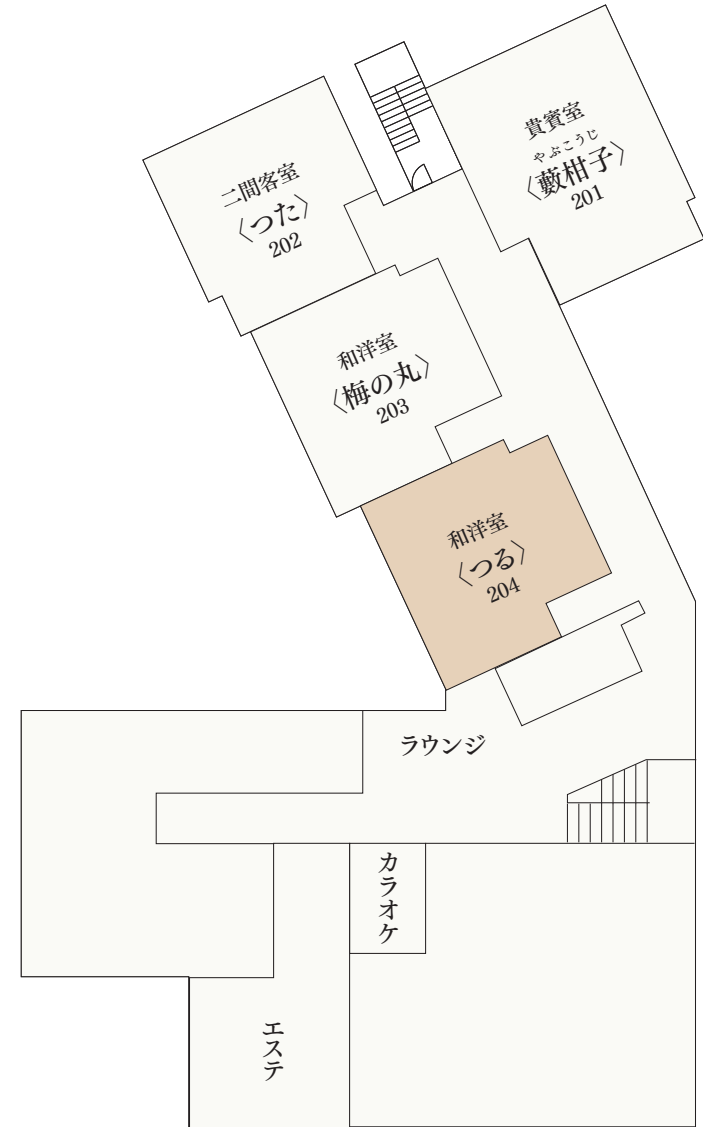 貴賓室
やぶこうじ
〈藪柑子〉
201
二間客室
〈つた〉
202
和洋室
〈梅の丸〉
203
和洋室
〈つる〉
204
ラウンジ
カラオケ
エステ